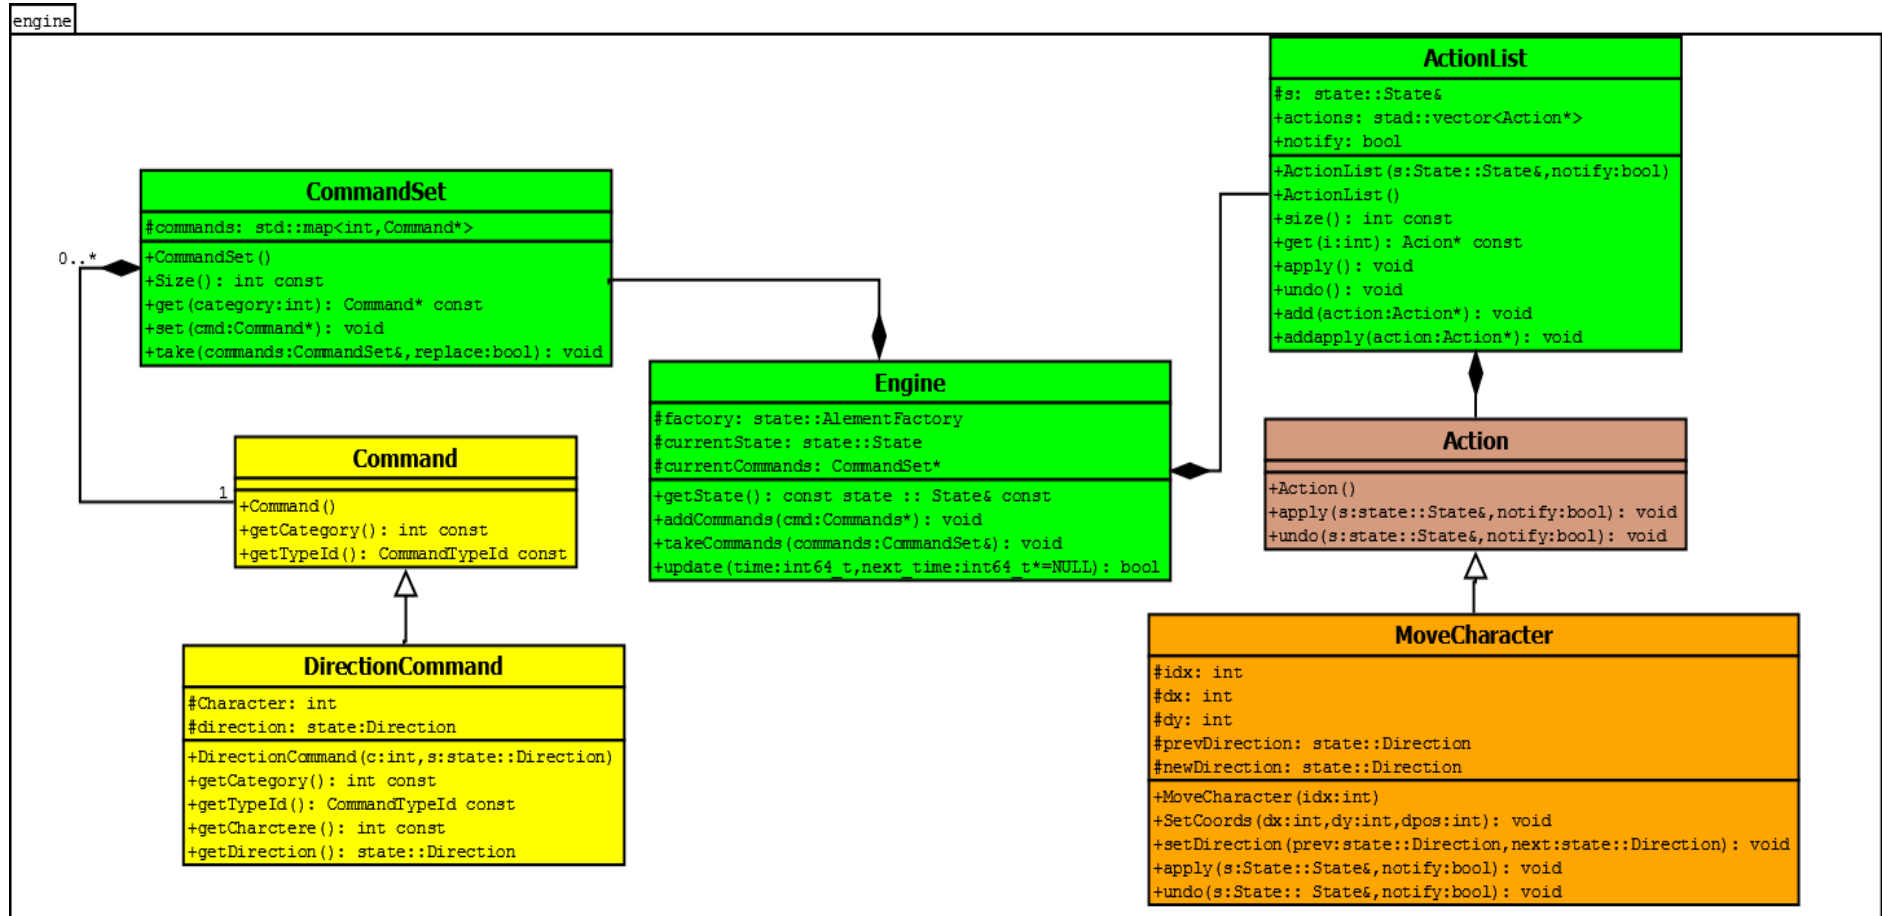 engine
ActionList
#s: state::State&
+actions: stad::vector<Action*>
+notify: bool
+ActionList(s:State::State&,notify:bool)
+ActionList()
+size(): int const
+get(i:int): Acion* const
+apply(): void
+undo(): void
+add(action:Action*): void
+addapply(action:Action*): void
CommandSet
#commands: std::map<int,Command*>
+CommandSet()
+Size(): int const
+get(category:int): Command* const
+set(cmd:Command*): void
+take(commands:CommandSet&,replace:bool): void
0..*
1
Engine
#factory: state::AlementFactory
#currentState: state::State
#currentCommands: CommandSet*
+getState(): const state :: State& const
+addCommands(cmd:Commands*): void
+takeCommands(commands:CommandSet&): void
+update(time:int64_t,next_time:int64_t*=NULL): bool
Command
+Command()
+getCategory(): int const
+getTypeId(): CommandTypeId const
Action
+Action()
+apply(s:state::State&,notify:bool): void
+undo(s:state::State&,notify:bool): void
DirectionCommand
#Character: int
#direction: state:Direction
+DirectionCommand(c:int,s:state::Direction)
+getCategory(): int const
+getTypeId(): CommandTypeId const
+getCharctere(): int const
+getDirection(): state::Direction
MoveCharacter
#idx: int
#dx: int
#dy: int
#prevDirection: state::Direction
#newDirection: state::Direction
+MoveCharacter(idx:int)
+SetCoords(dx:int,dy:int,dpos:int): void
+setDirection(prev:state::Direction,next:state::Direction): void
+apply(s:State::State&,notify:bool): void
+undo(s:State:: State&,notify:bool): void